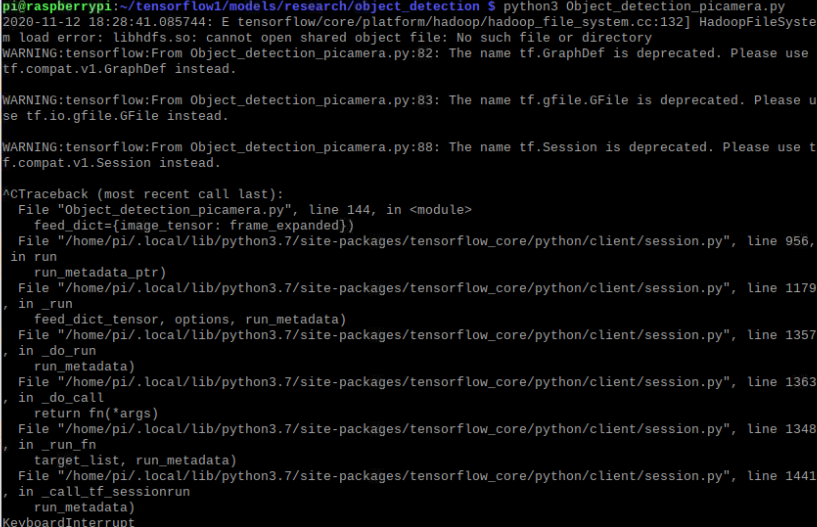 pi@raspberrypi:~/tensorflow1/models/research/object_detection $ python3 Object_detection_picamera.py
2020-11-12 18:28:41.085744: E tensorflow/core/platform/hadoop/hadoop_file_system.cc:132] HadoopFileSyste
m load error: libhdfs.so: cannot open shared object file: No such file or directory
WARNING:tensorflow:From Object_detection_picamera.py:82: The name tf.GraphDef is deprecated. Please use
tf.compat.v1.GraphDef instead.

WARNING:tensorflow:From Object_detection_picamera.py:83: The name tf.gfile.GFile is deprecated. Please u
se tf.io.gfile.GFile instead.

WARNING:tensorflow:From Object_detection_picamera.py:88: The name tf.Session is deprecated. Please use t
f.compat.v1.Session instead.

^CTraceback (most recent call last):
  File "Object_detection_picamera.py", line 144, in <module>
    feed_dict={image_tensor: frame_expanded})
  File "/home/pi/.local/lib/python3.7/site-packages/tensorflow_core/python/client/session.py", line 956,
 in run
    run_metadata_ptr)
  File "/home/pi/.local/lib/python3.7/site-packages/tensorflow_core/python/client/session.py", line 1179
, in _run
    feed_dict_tensor, options, run_metadata)
  File "/home/pi/.local/lib/python3.7/site-packages/tensorflow_core/python/client/session.py", line 1357
, in _do_run
    run_metadata)
  File "/home/pi/.local/lib/python3.7/site-packages/tensorflow_core/python/client/session.py", line 1363
, in _do_call
    return fn(*args)
  File "/home/pi/.local/lib/python3.7/site-packages/tensorflow_core/python/client/session.py", line 1348
, in _run_fn
    target_list, run_metadata)
  File "/home/pi/.local/lib/python3.7/site-packages/tensorflow_core/python/client/session.py", line 1441
, in _call_tf_sessionrun
    run_metadata)
KeyboardInterrupt